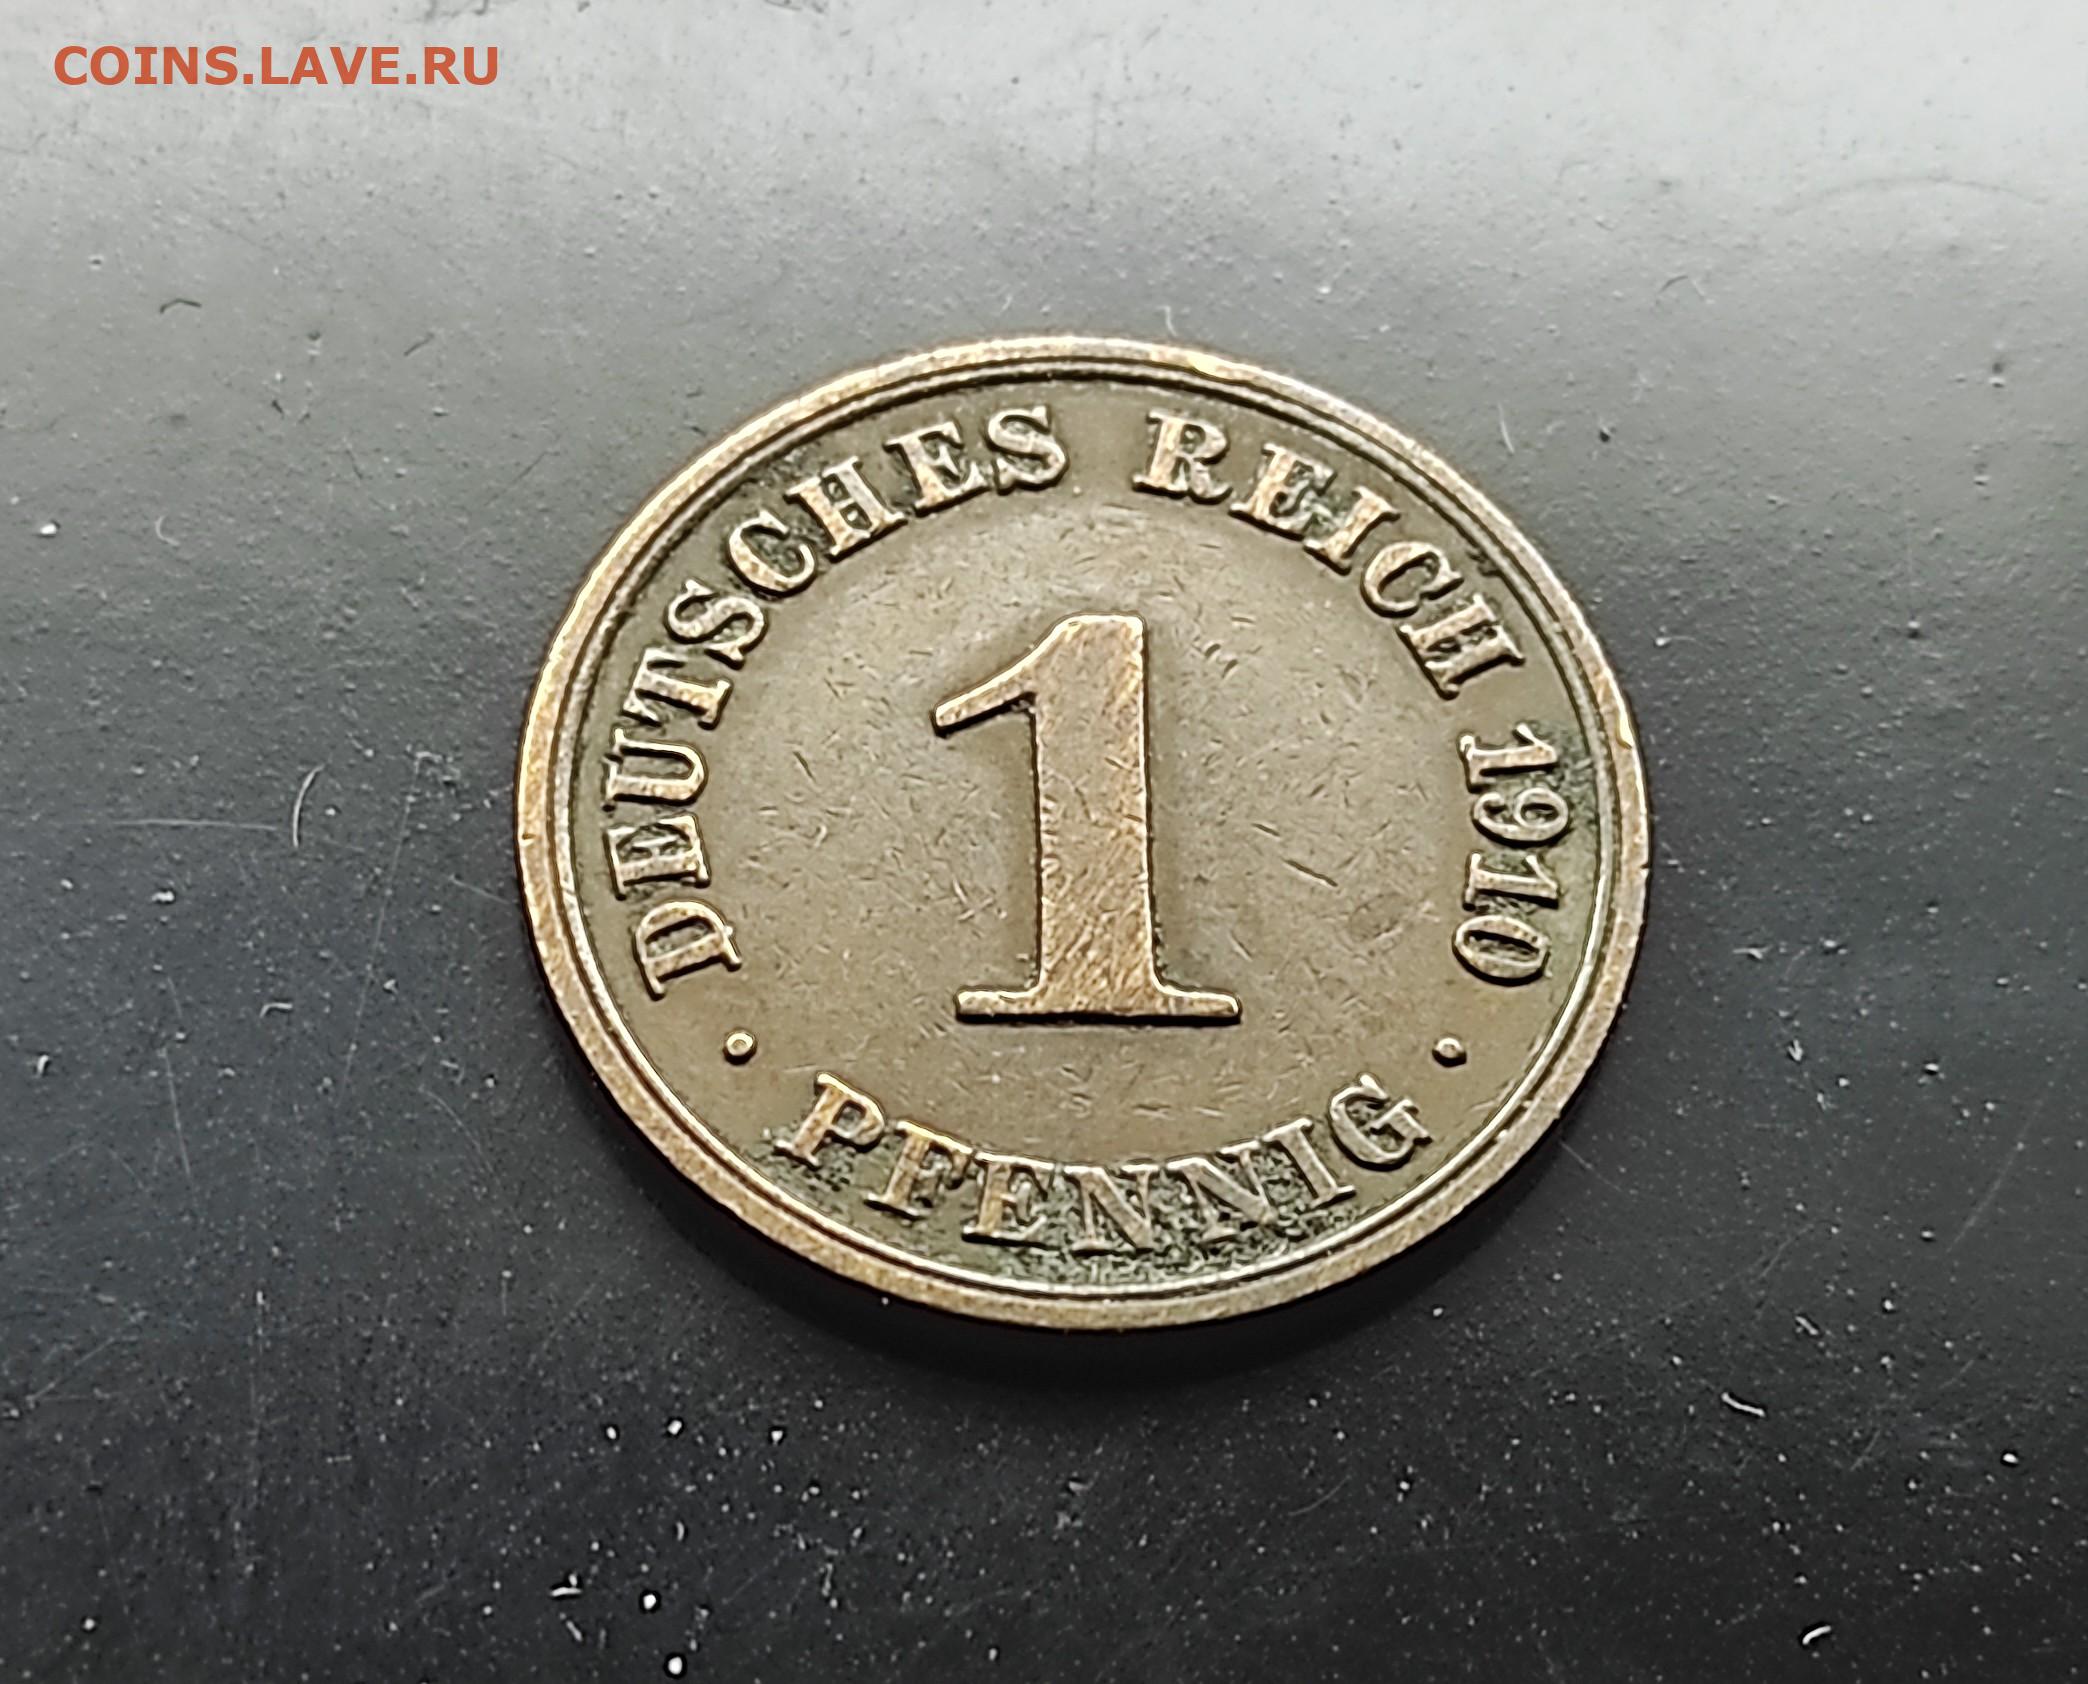 COINS.LAVE.RU
DEUTSCHES REICH 1910
1
• PFENNIG •